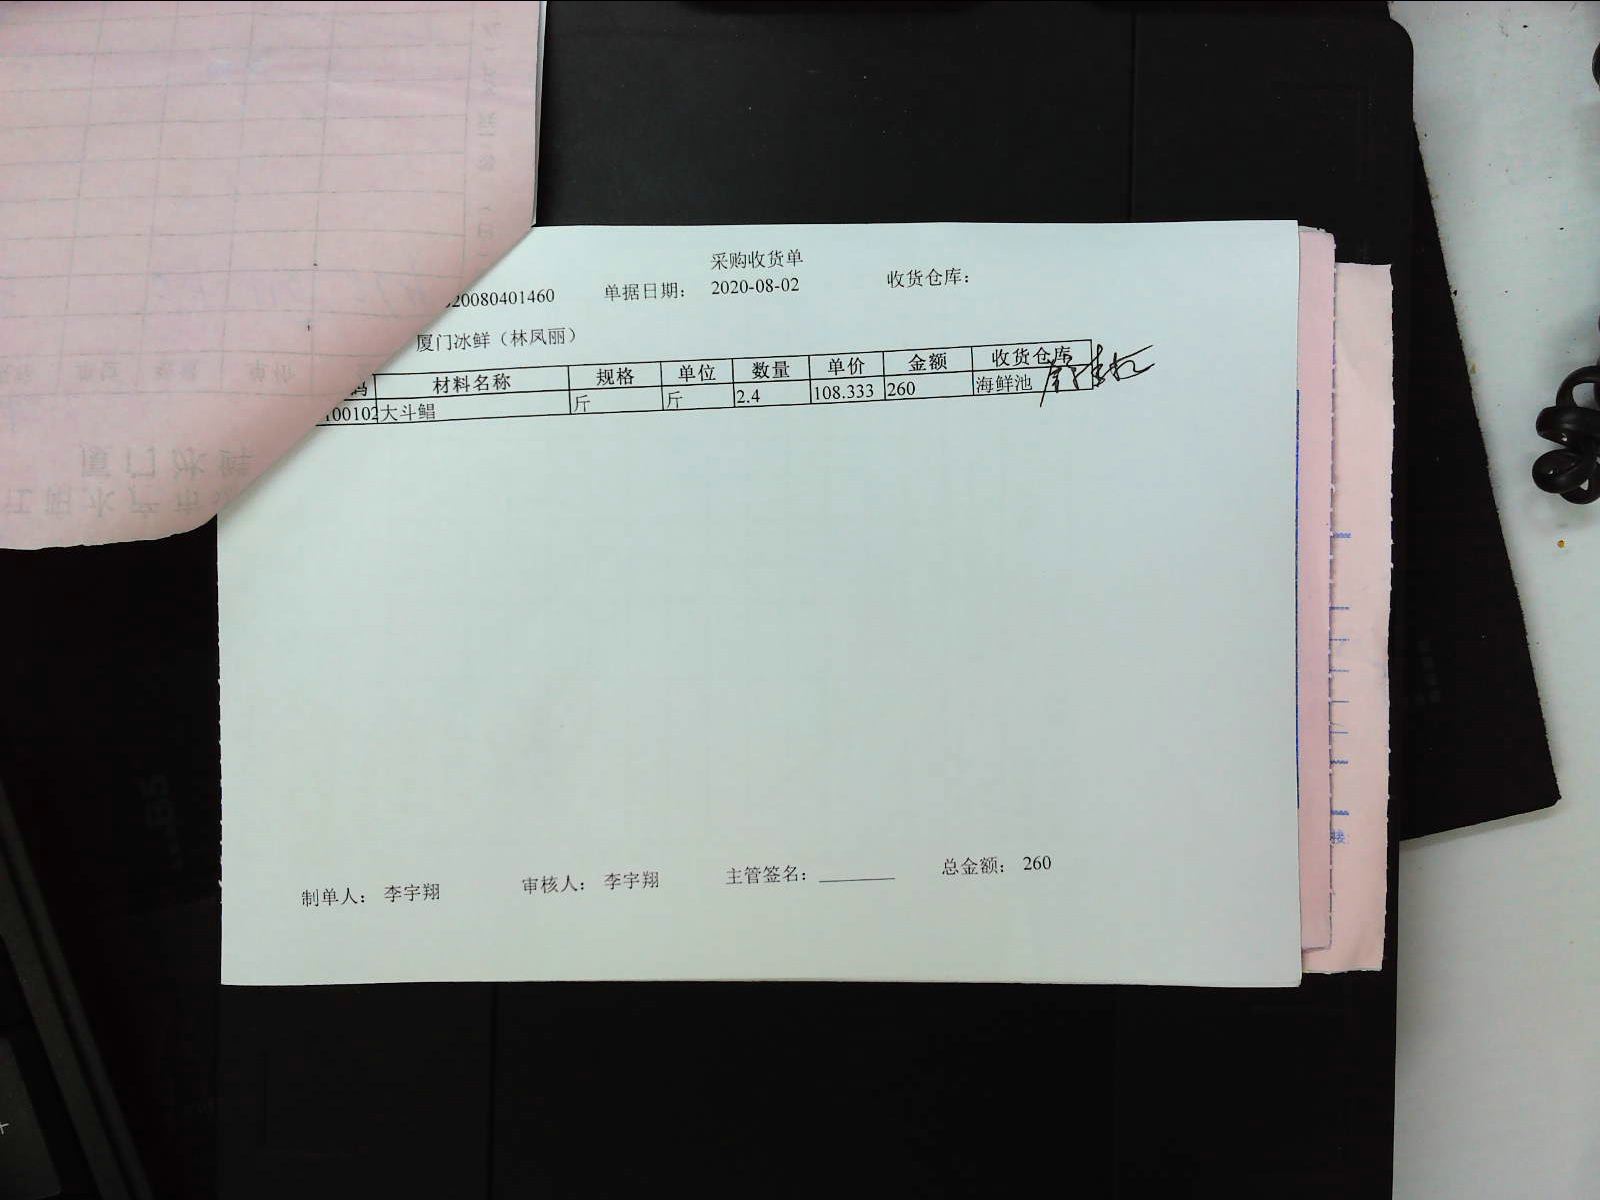 采购收货单
20080401460 单据日期： 2020-08-02 收货仓库：
厦门冰鲜（林凤丽）
码 材料名称 规格 单位 数量 单价 金额 收货仓库
100102 大斗鲳 斤 斤 2.4 108.333 260 海鲜池
制单人： 李宇翔 审核人： 李宇翔 主管签名：________ 总金额： 260